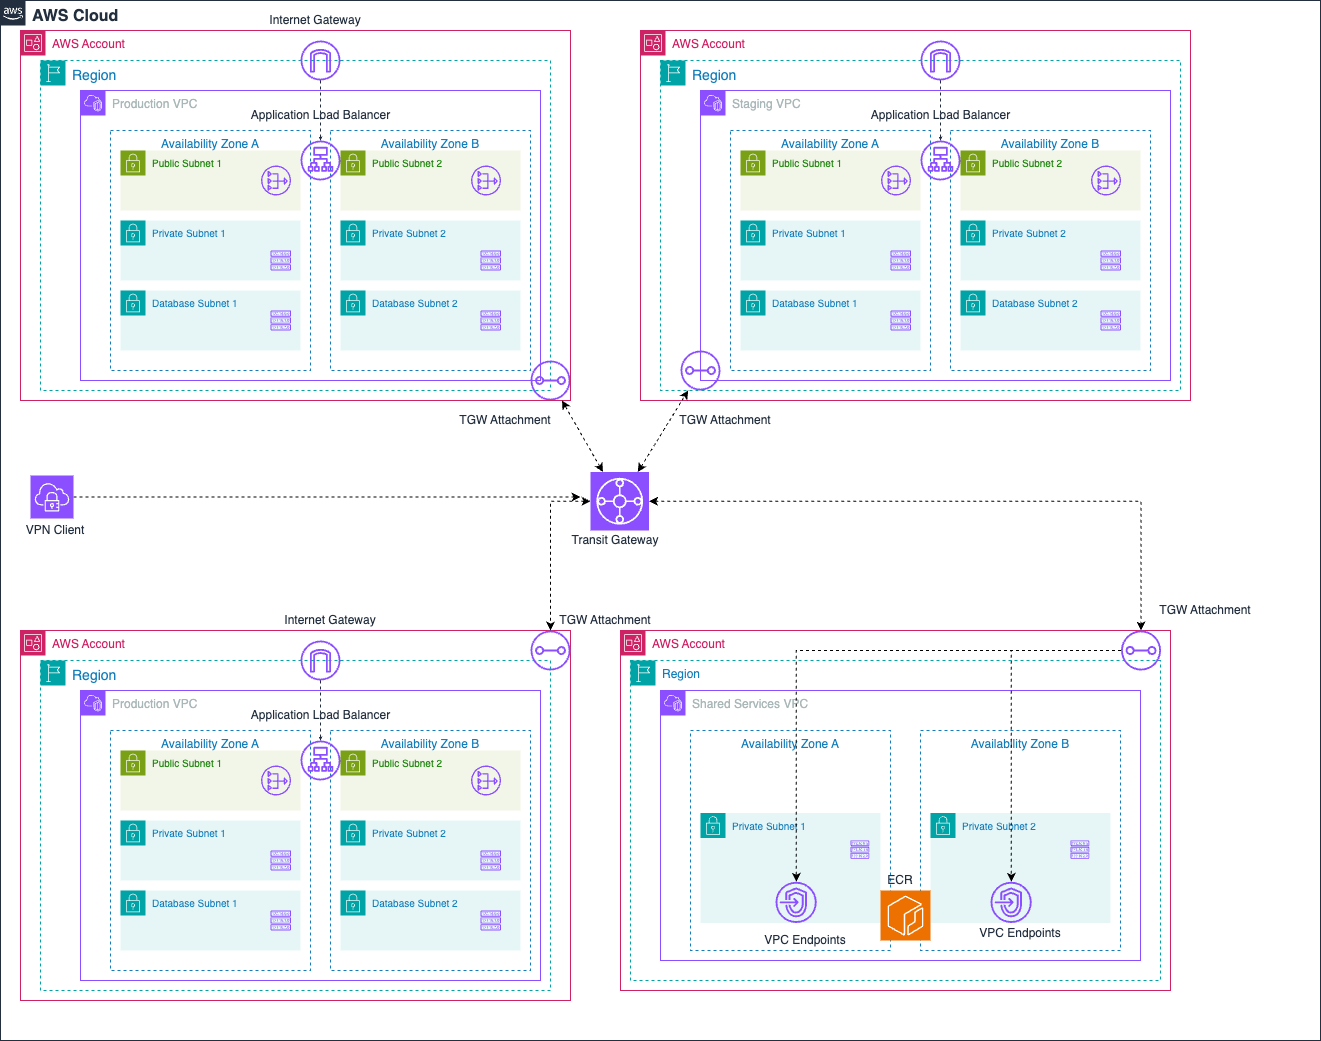 aws
AWS Cloud
Internet Gateway
AWS Account
Region
Production VPC
Application Load Balancer
Availability Zone A
Availability Zone B
Public Subnet 1
Public Subnet 2
Private Subnet 1
Private Subnet 2
Database Subnet 1
Database Subnet 2
TGW Attachment
AWS Account
Region
Staging VPC
Application Load Balancer
Availability Zone A
Availability Zone B
Public Subnet 1
Public Subnet 2
Private Subnet 1
Private Subnet 2
Database Subnet 1
Database Subnet 2
TGW Attachment
VPN Client
Transit Gateway
Internet Gateway
TGW Attachment
AWS Account
Region
Production VPC
Application Load Balancer
Availability Zone A
Availability Zone B
Public Subnet 1
Public Subnet 2
Private Subnet 1
Private Subnet 2
Database Subnet 1
Database Subnet 2
TGW Attachment
AWS Account
Region
Shared Services VPC
Availability Zone A
Availability Zone B
Private Subnet 1
Private Subnet 2
ECR
VPC Endpoints
VPC Endpoints